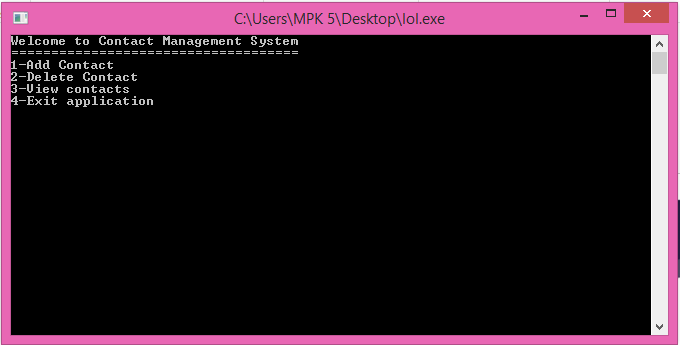 C:\Users\MPK 5\Desktop\lol.exe
Welcome to Contact Management System
====================================
1-Add Contact
2-Delete Contact
3-View contacts
4-Exit application